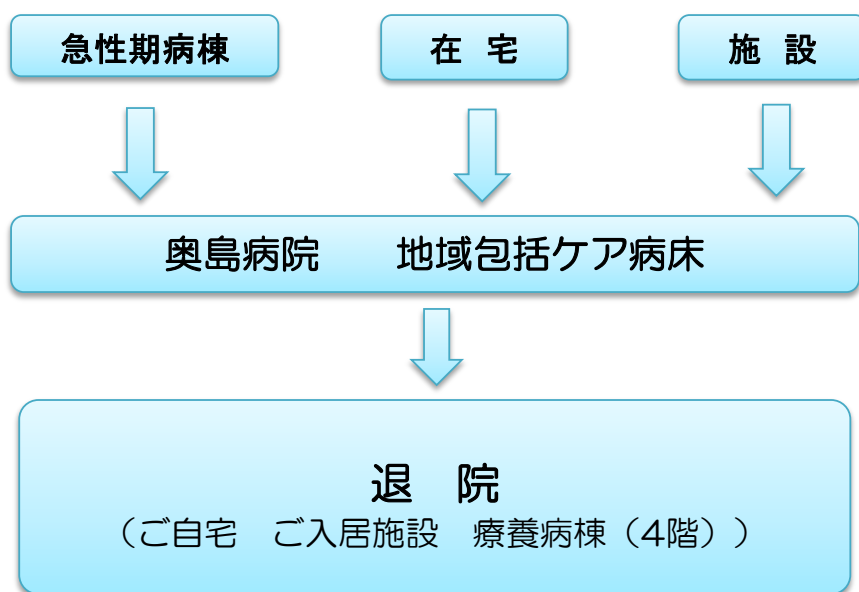 急性期病棟
在 宅
施 設
奥島病院　　地域包括ケア病床
退　院
（ご自宅　ご入居施設　療養病棟（4階））